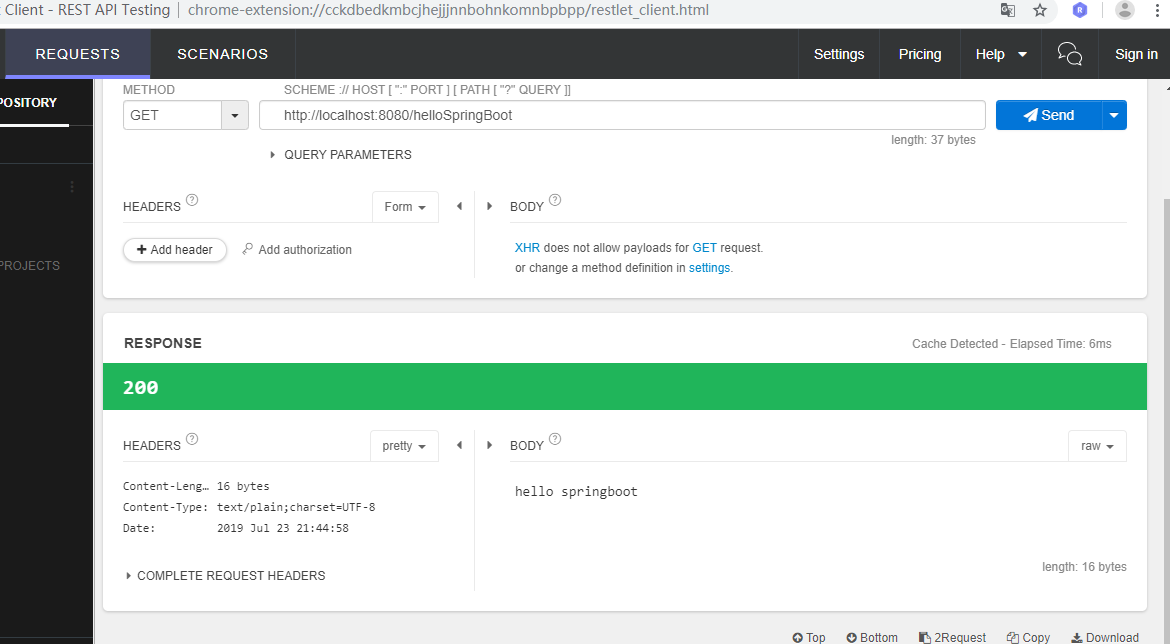 Client - REST API Testing chrome-extension://cckdbedkmbcjhejjjnnbohnkomnbpbpp/restlet_client.html
REQUESTS SCENARIOS Settings Pricing Help Sign in
POSITORY
METHOD SCHEME :// HOST [ ":" PORT ] [ PATH [ "?" QUERY ]]
GET http://localhost:8080/helloSpringBoot Send
length: 37 bytes
QUERY PARAMETERS
HEADERS ? Form BODY ?
+ Add header Add authorization
XHR does not allow payloads for GET request.
or change a method definition in settings.
PROJECTS
RESPONSE Cache Detected - Elapsed Time: 6ms
200
HEADERS ? pretty BODY ? raw
Content-Leng… 16 bytes
Content-Type: text/plain;charset=UTF-8
Date: 2019 Jul 23 21:44:58
hello springboot
length: 16 bytes
COMPLETE REQUEST HEADERS
Top Bottom 2Request Copy Download